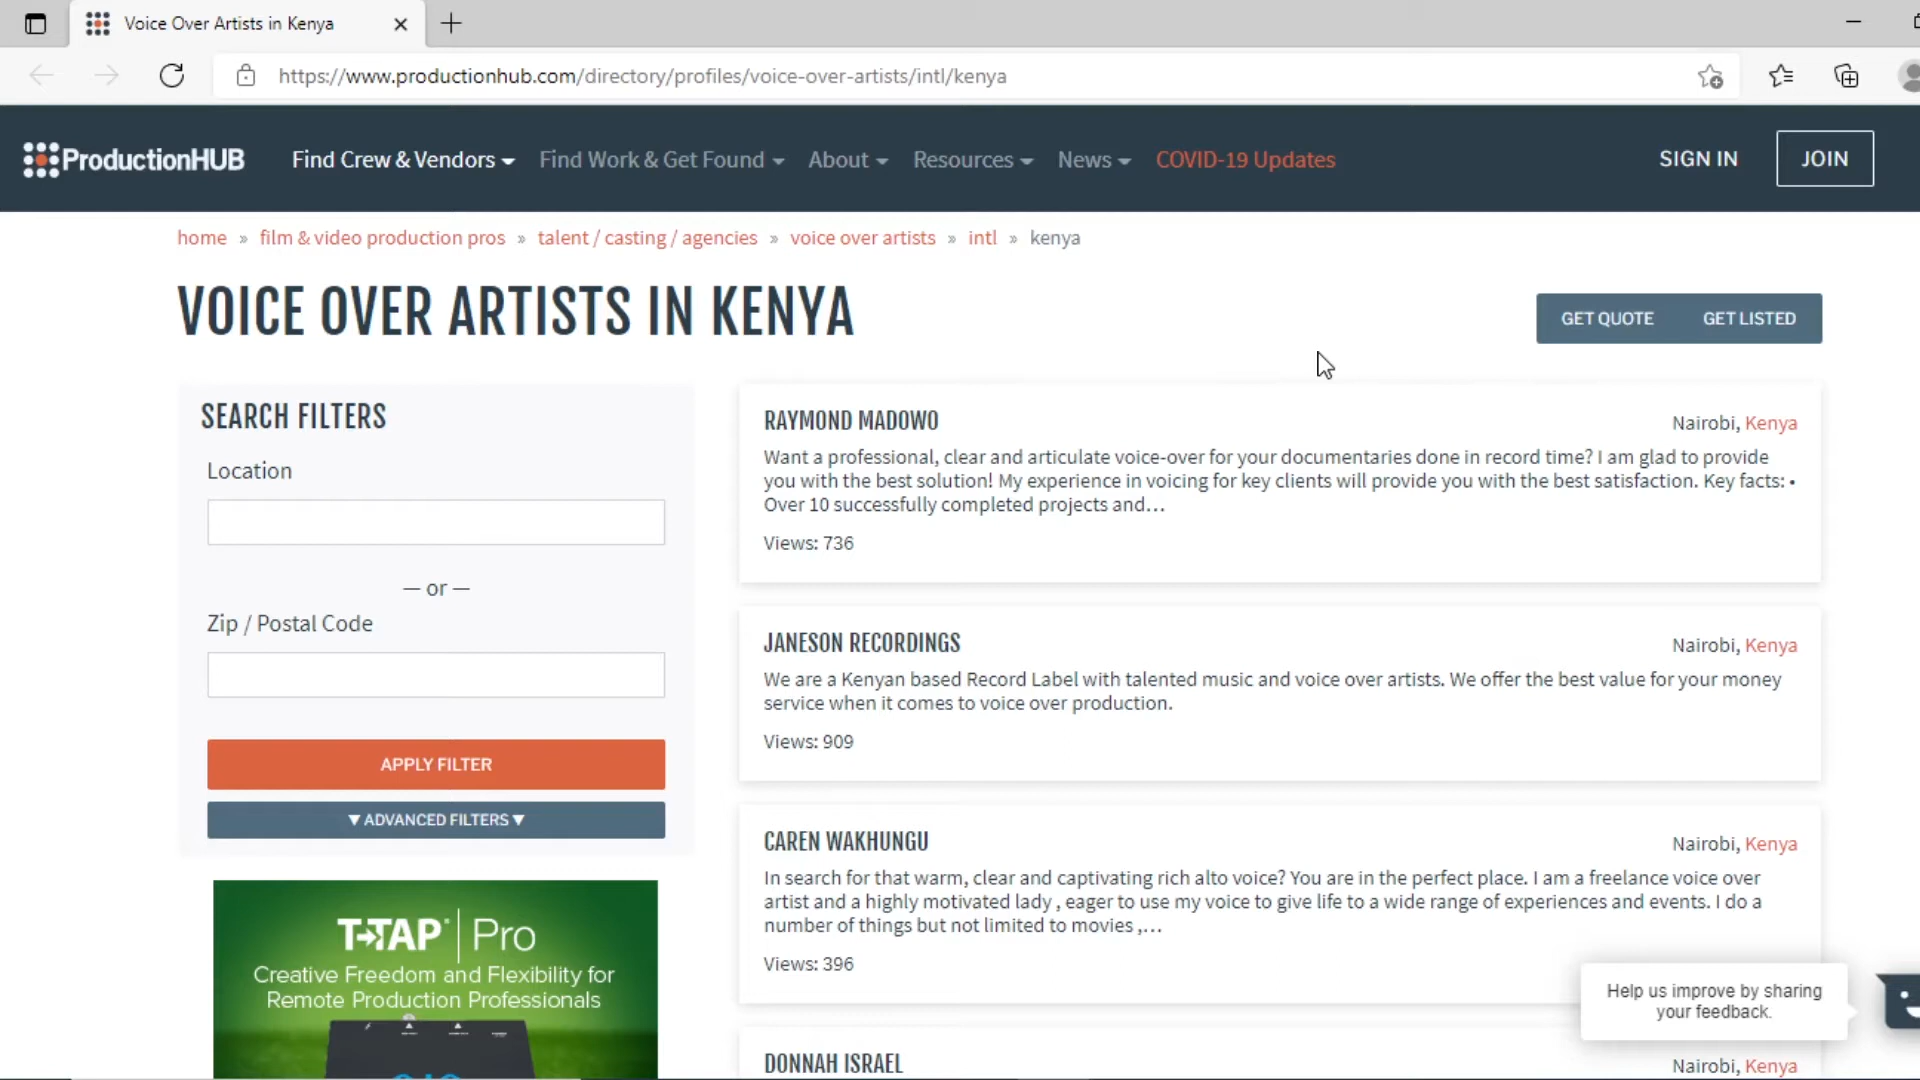 Voice Over Artists in Kenya
https://www.productionhub.com/directory/profiles/voice-over-artists/intl/kenya
ProductionHUB
Find Crew & Vendors
Find Work & Get Found
About
Resources
News
COVID-19 Updates
SIGN IN
JOIN
home » film & video production pros » talent / casting / agencies » voice over artists » intl » kenya
VOICE OVER ARTISTS IN KENYA
GET QUOTE
GET LISTED
SEARCH FILTERS
Location
— or —
Zip / Postal Code
APPLY FILTER
▼ ADVANCED FILTERS ▼
T-TAP Pro
Creative Freedom and Flexibility for
Remote Production Professionals
RAYMOND MADOWO
Nairobi, Kenya
Want a professional, clear and articulate voice-over for your documentaries done in record time? I am glad to provide
you with the best solution! My experience in voicing for key clients will provide you with the best satisfaction. Key facts: •
Over 10 successfully completed projects and…
Views: 736
JANESON RECORDINGS
Nairobi, Kenya
We are a Kenyan based Record Label with talented music and voice over artists. We offer the best value for your money
service when it comes to voice over production.
Views: 909
CAREN WAKHUNGU
Nairobi, Kenya
In search for that warm, clear and captivating rich alto voice? You are in the perfect place. I am a freelance voice over
artist and a highly motivated lady , eager to use my voice to give life to a wide range of experiences and events. I do a
number of things but not limited to movies ,…
Views: 396
DONNAH ISRAEL
Nairobi, Kenya
Help us improve by sharing
your feedback.